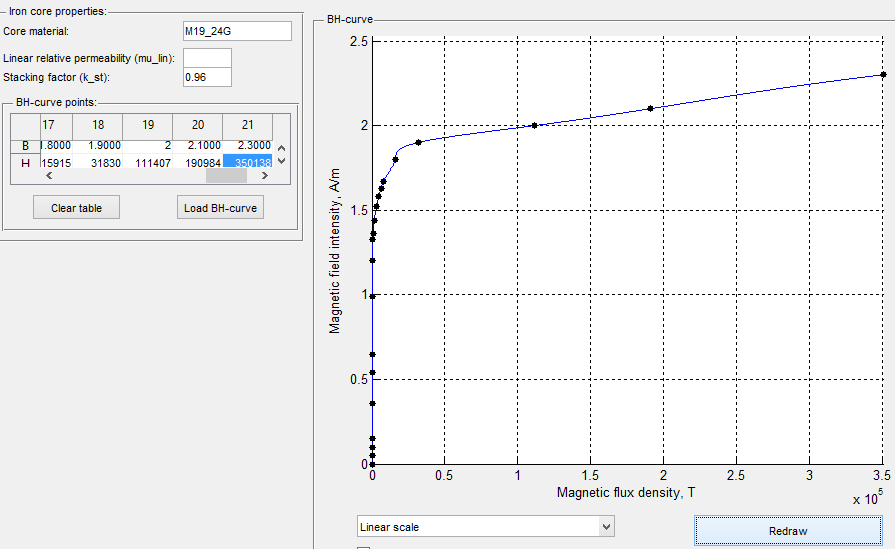 Iron core properties:
Core material:
M19_24G
Linear relative permeability (mu_lin):
Stacking factor (k_st):
0.96
BH-curve points:
17 18 19 20 21
B 1.8000 1.9000 2 2.1000 2.3000
H 15915 31830 111407 190984 350138
Clear table
Load BH-curve
BH-curve
2.5
2
1.5
1
0.5
0
Magnetic field intensity, A/m
0 0.5 1 1.5 2 2.5 3 3.5
Magnetic flux density, T
x 10^5
Linear scale
Redraw